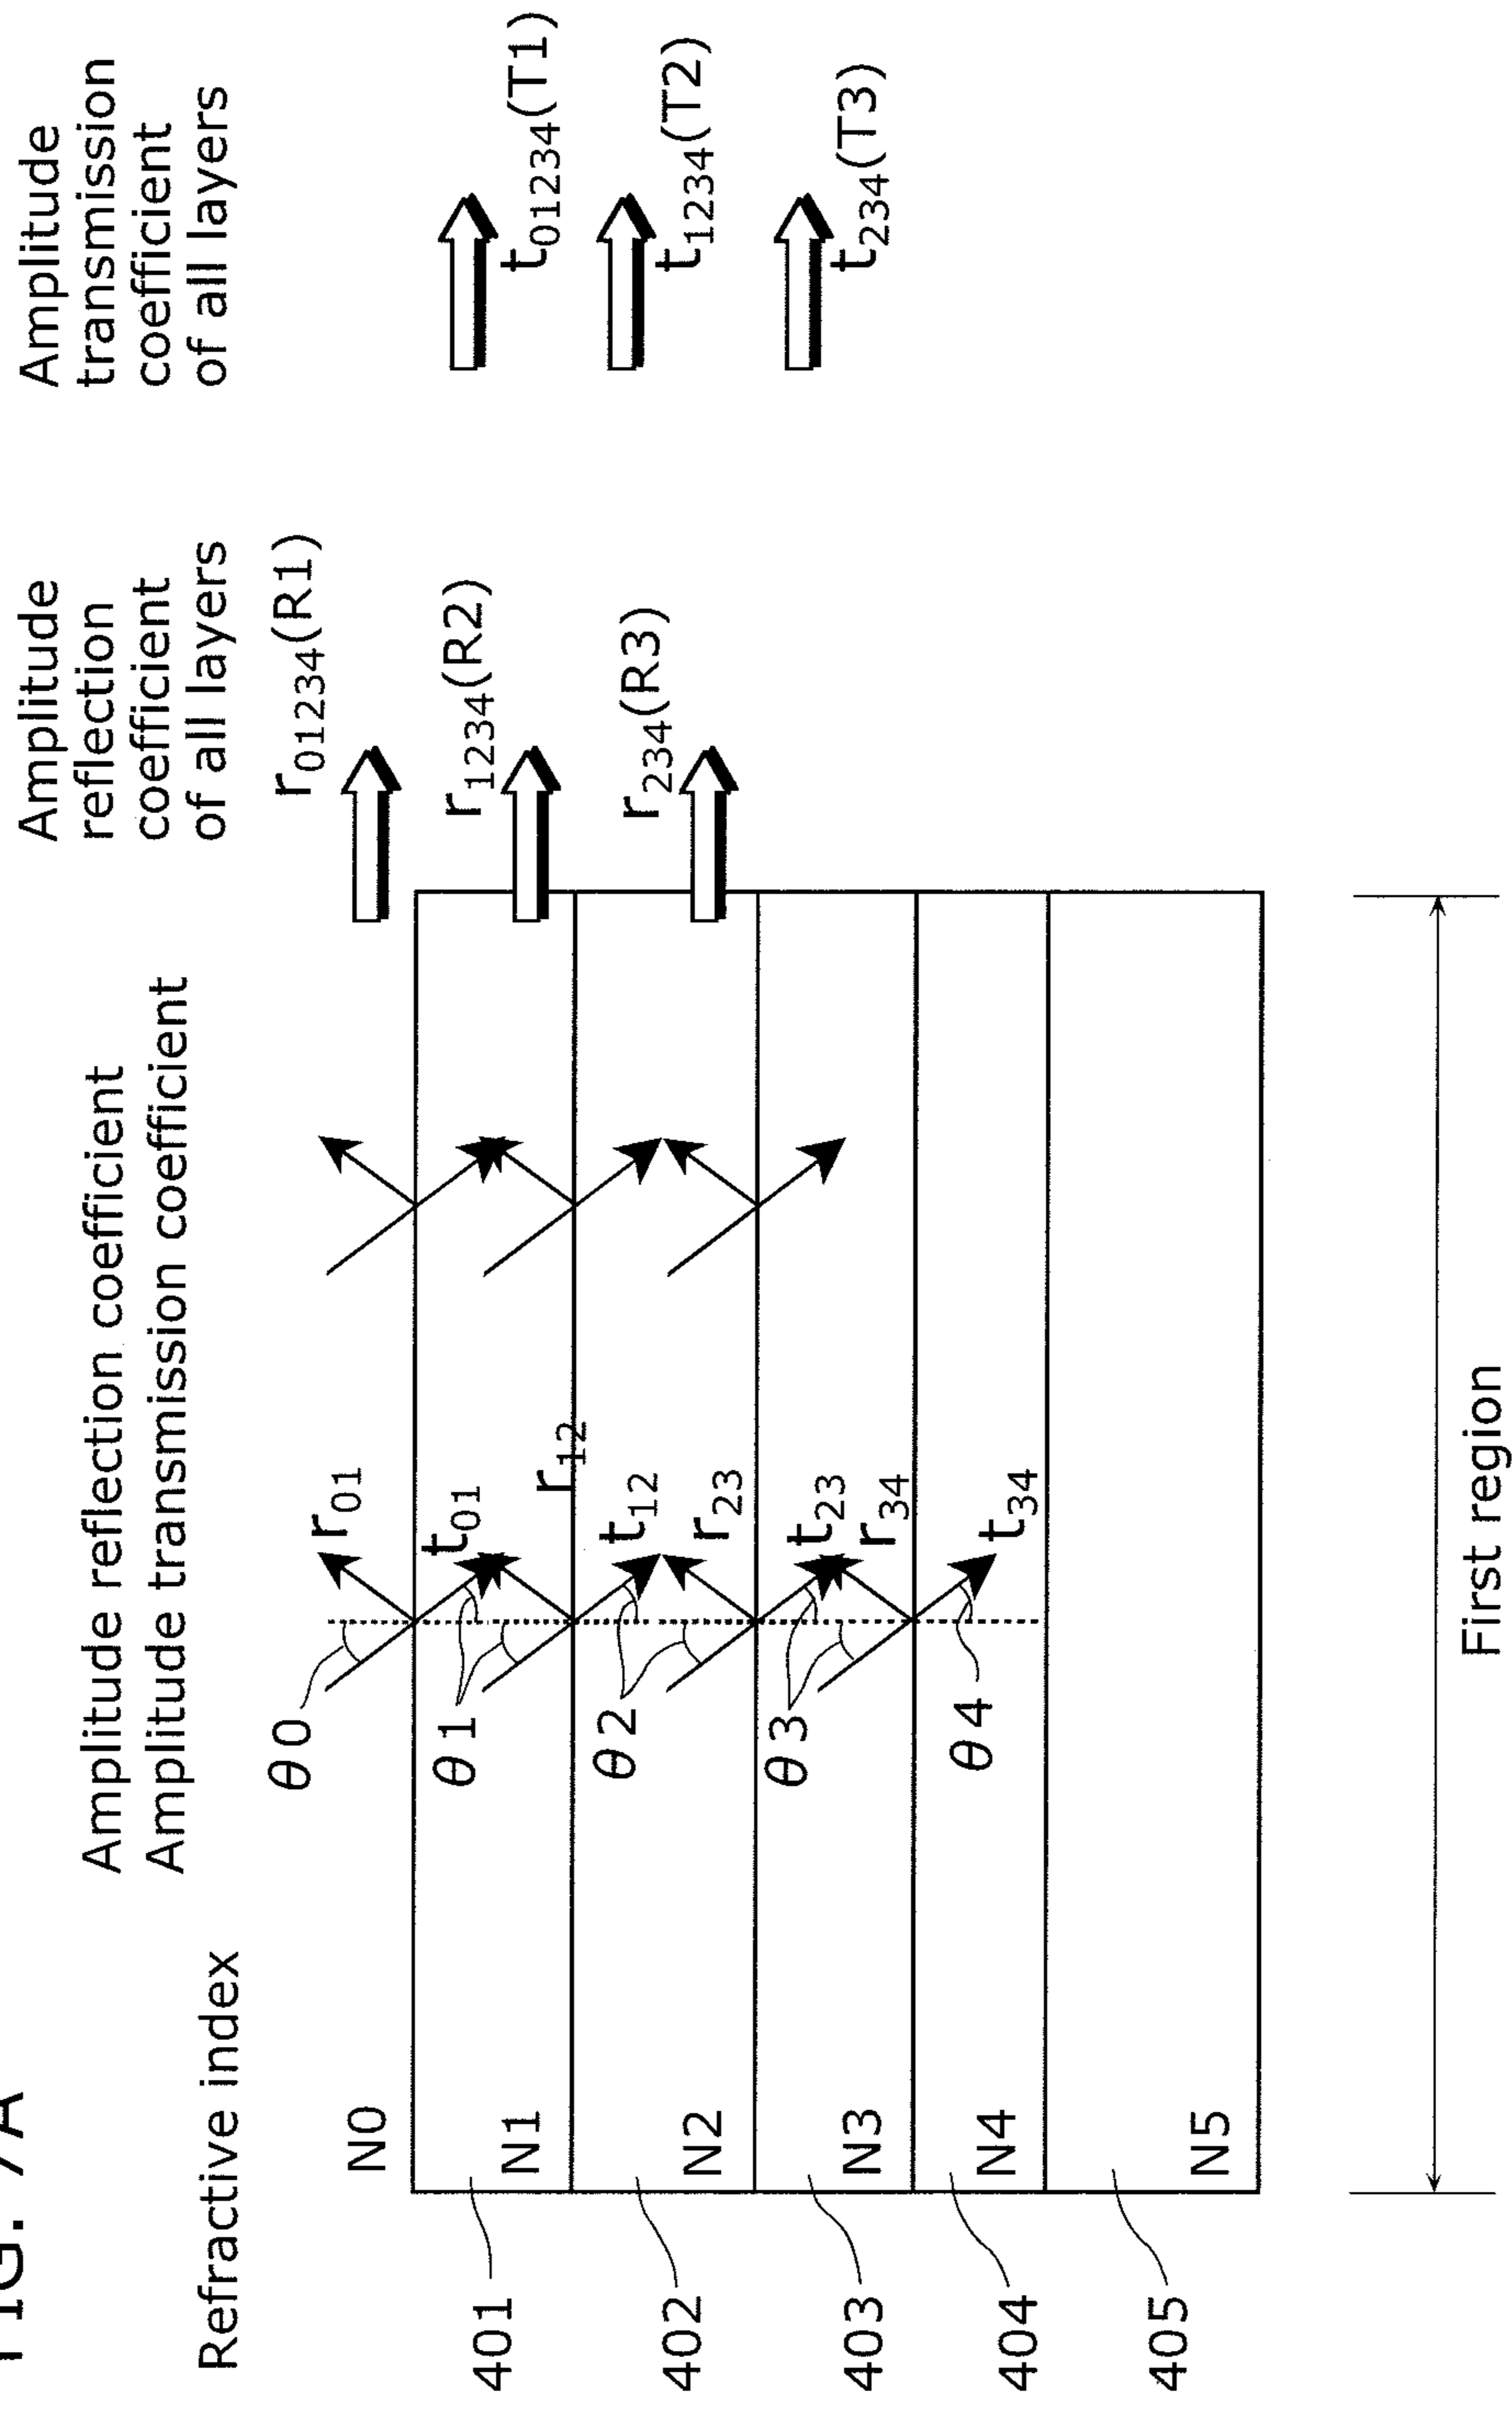 FIG. 7A
Refractive index
Amplitude reflection coefficient
Amplitude transmission coefficient
Amplitude
reflection
coefficient
of all layers
Amplitude
transmission
coefficient
of all layers
N0
θ0
r01
r01234(R1)
401
N1
θ1
t01
r12
r1234(R2)
t01234(T1)
402
N2
θ2
t12
r23
r234(R3)
t1234(T2)
403
N3
θ3
t23
r34
t234(T3)
404
N4
θ4
t34
405
N5
First region